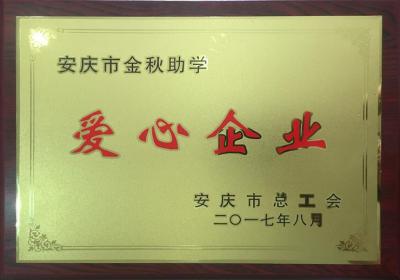 安庆市金秋助学
爱心企业
安庆市总工会
二〇一七年八月